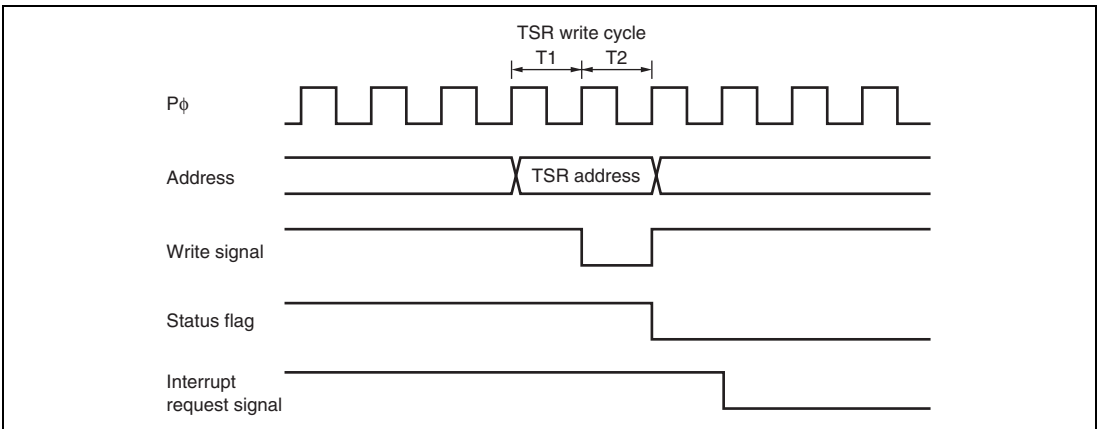 TSR write cycle
T1 T2
Pϕ
Address
TSR address
Write signal
Status flag
Interrupt
request signal